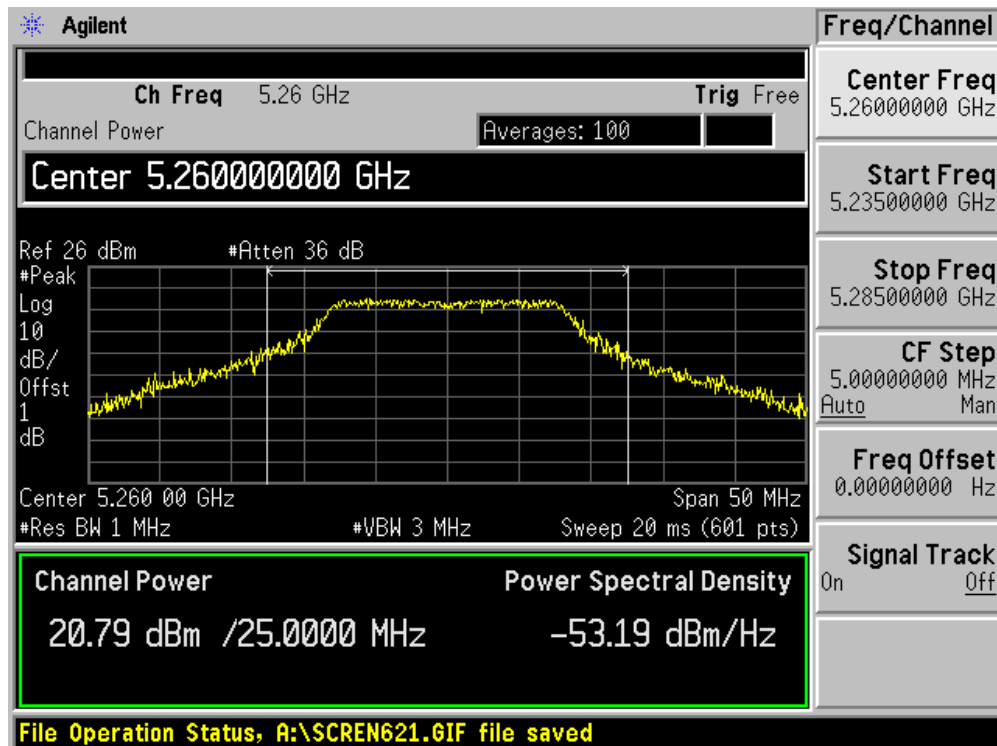 Agilent
Freq/Channel
Ch Freq 5.26 GHz Trig Free
Channel Power Averages: 100
Center 5.260000000 GHz
Ref 26 dBm #Atten 36 dB
#Peak
Log
10
dB/
Offst
1
dB
Center 5.260 00 GHz Span 50 MHz
#Res BW 1 MHz #VBW 3 MHz Sweep 20 ms (601 pts)
Channel Power Power Spectral Density
20.79 dBm /25.0000 MHz -53.19 dBm/Hz
Center Freq
5.26000000 GHz
Start Freq
5.23500000 GHz
Stop Freq
5.28500000 GHz
CF Step
5.00000000 MHz
Auto Man
Freq Offset
0.00000000 Hz
Signal Track
On Off
File Operation Status, A:\SCREN621.GIF file saved